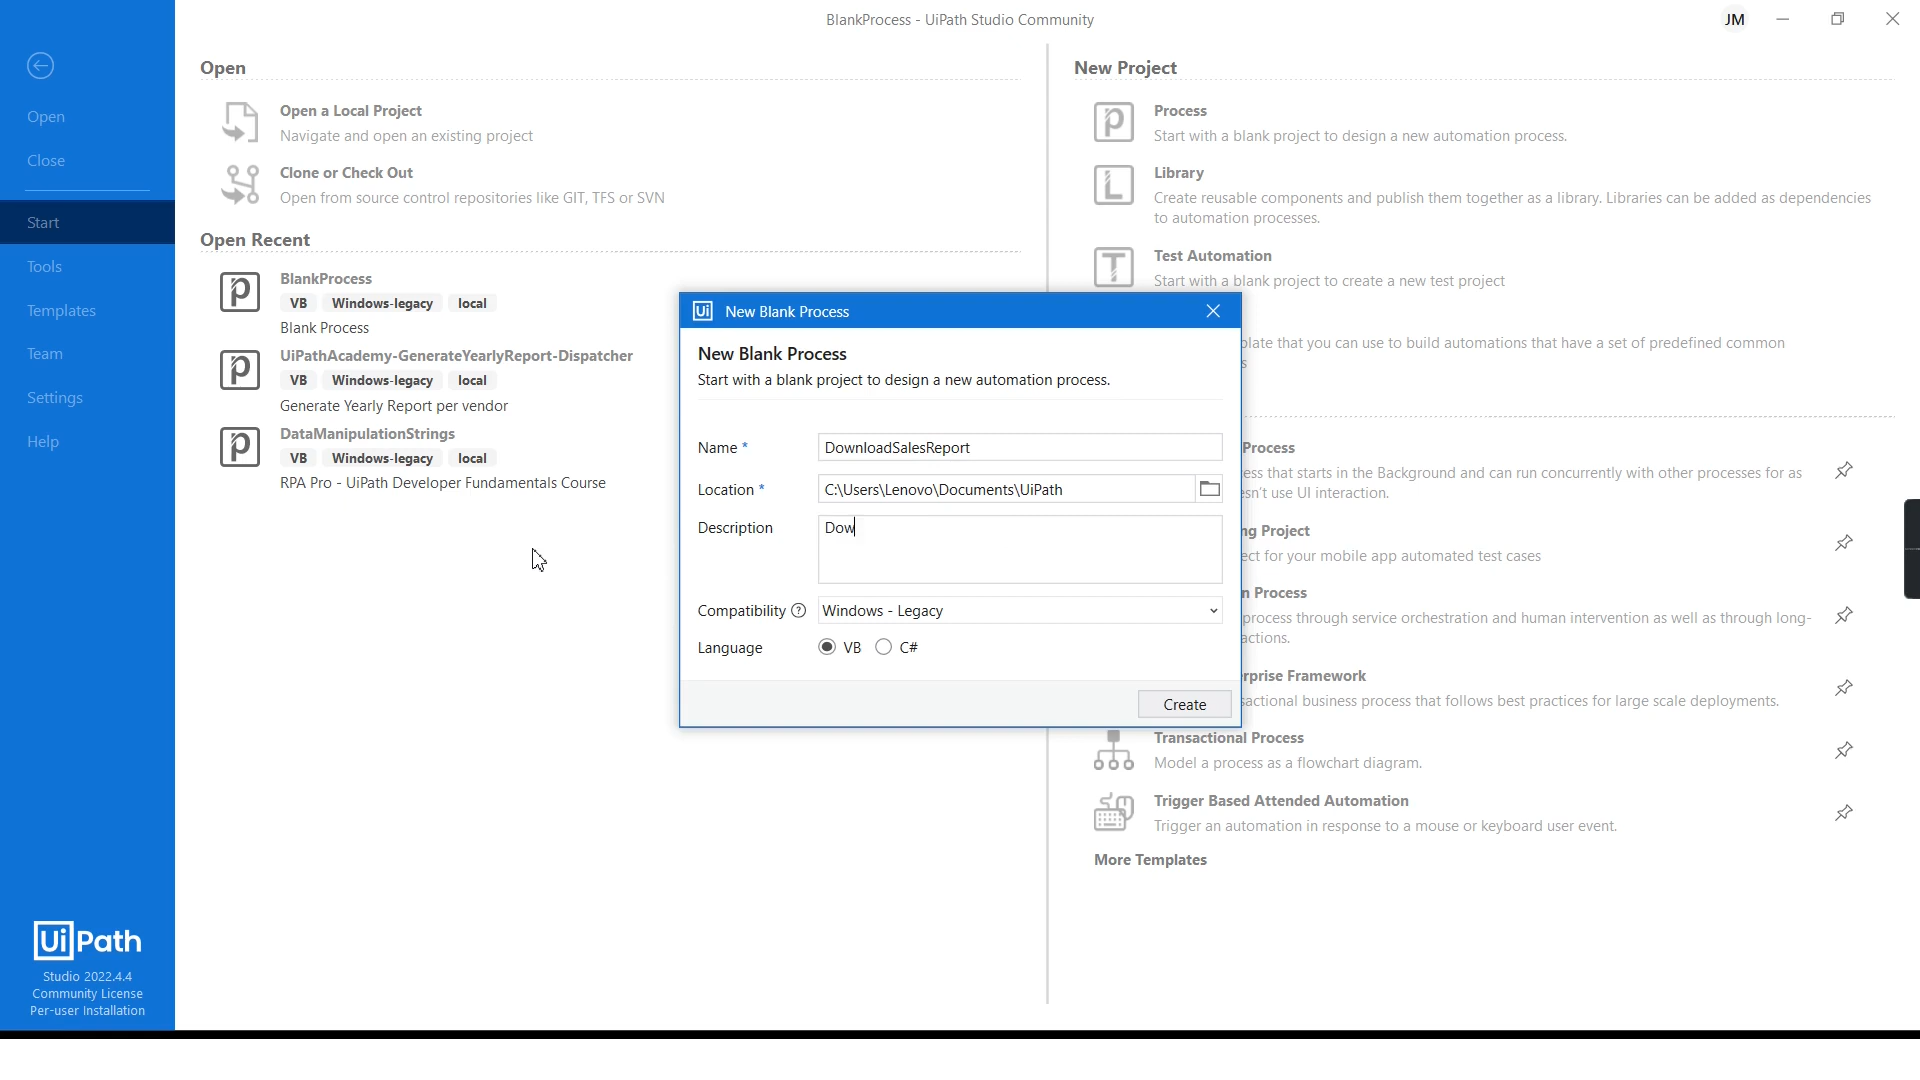 BlankProcess - UiPath Studio Community
JM
Open
Close
Start
Tools
Templates
Team
Settings
Help
UiPath
Studio 2022.4.4
Community License
Per-user Installation
Open
Open a Local Project
Navigate and open an existing project
Clone or Check Out
Open from source control repositories like GIT, TFS or SVN
Open Recent
BlankProcess
VB Windows-legacy local
Blank Process
UiPathAcademy-GenerateYearlyReport-Dispatcher
VB Windows-legacy local
Generate Yearly Report per vendor
DataManipulationStrings
VB Windows-legacy local
RPA Pro - UiPath Developer Fundamentals Course
New Project
Process
Start with a blank project to design a new automation process.
Library
Create reusable components and publish them together as a library. Libraries can be added as dependencies
to automation processes.
Test Automation
Start with a blank project to create a new test project
that you can use to build automations that have a set of predefined common
Process
that starts in the Background and can run concurrently with other processes for as
use UI interaction.
Project
for your mobile app automated test cases
Process
process through service orchestration and human intervention as well as through long-
Framework
business process that follows best practices for large scale deployments.
Transactional Process
Model a process as a flowchart diagram.
Trigger Based Attended Automation
Trigger an automation in response to a mouse or keyboard user event.
More Templates
Ui New Blank Process
New Blank Process
Start with a blank project to design a new automation process.
Name * DownloadSalesReport
Location * C:\Users\Lenovo\Documents\UiPath
Description Dow
Compatibility ? Windows - Legacy
Language VB C#
Create